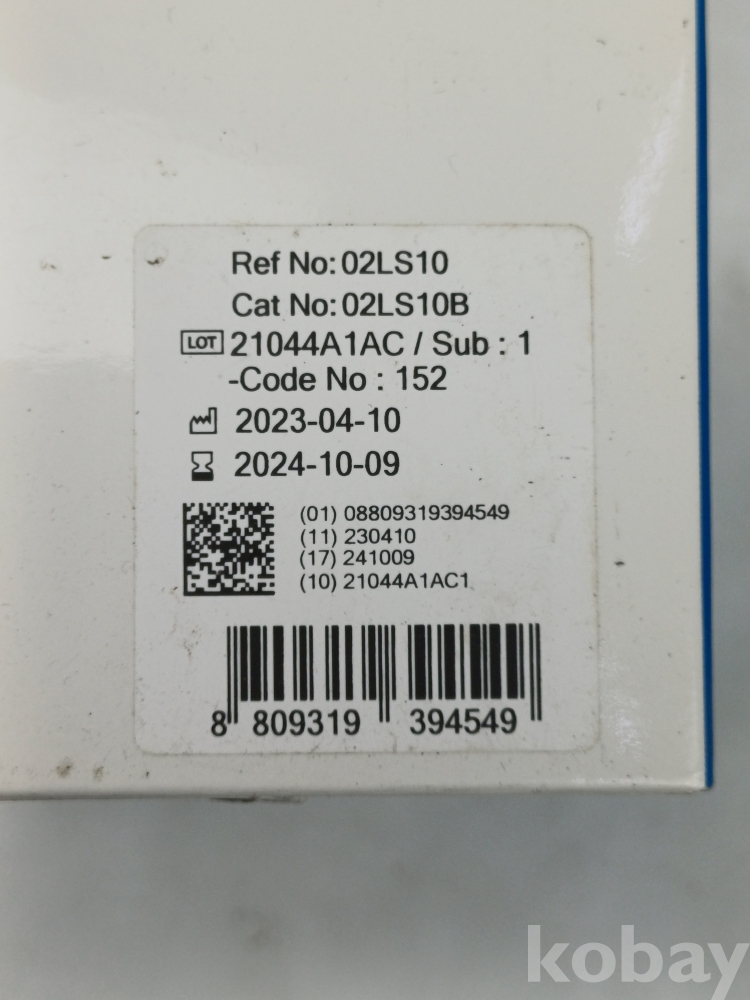 Ref No: 02LS10
Cat No: 02LS10B
LOT 21044A1AC / Sub : 1
-Code No : 152
2023-04-10
2024-10-09
(01) 08809319394549
(11) 230410
(17) 241009
(10) 21044A1AC1
8 809319 394549
kobay